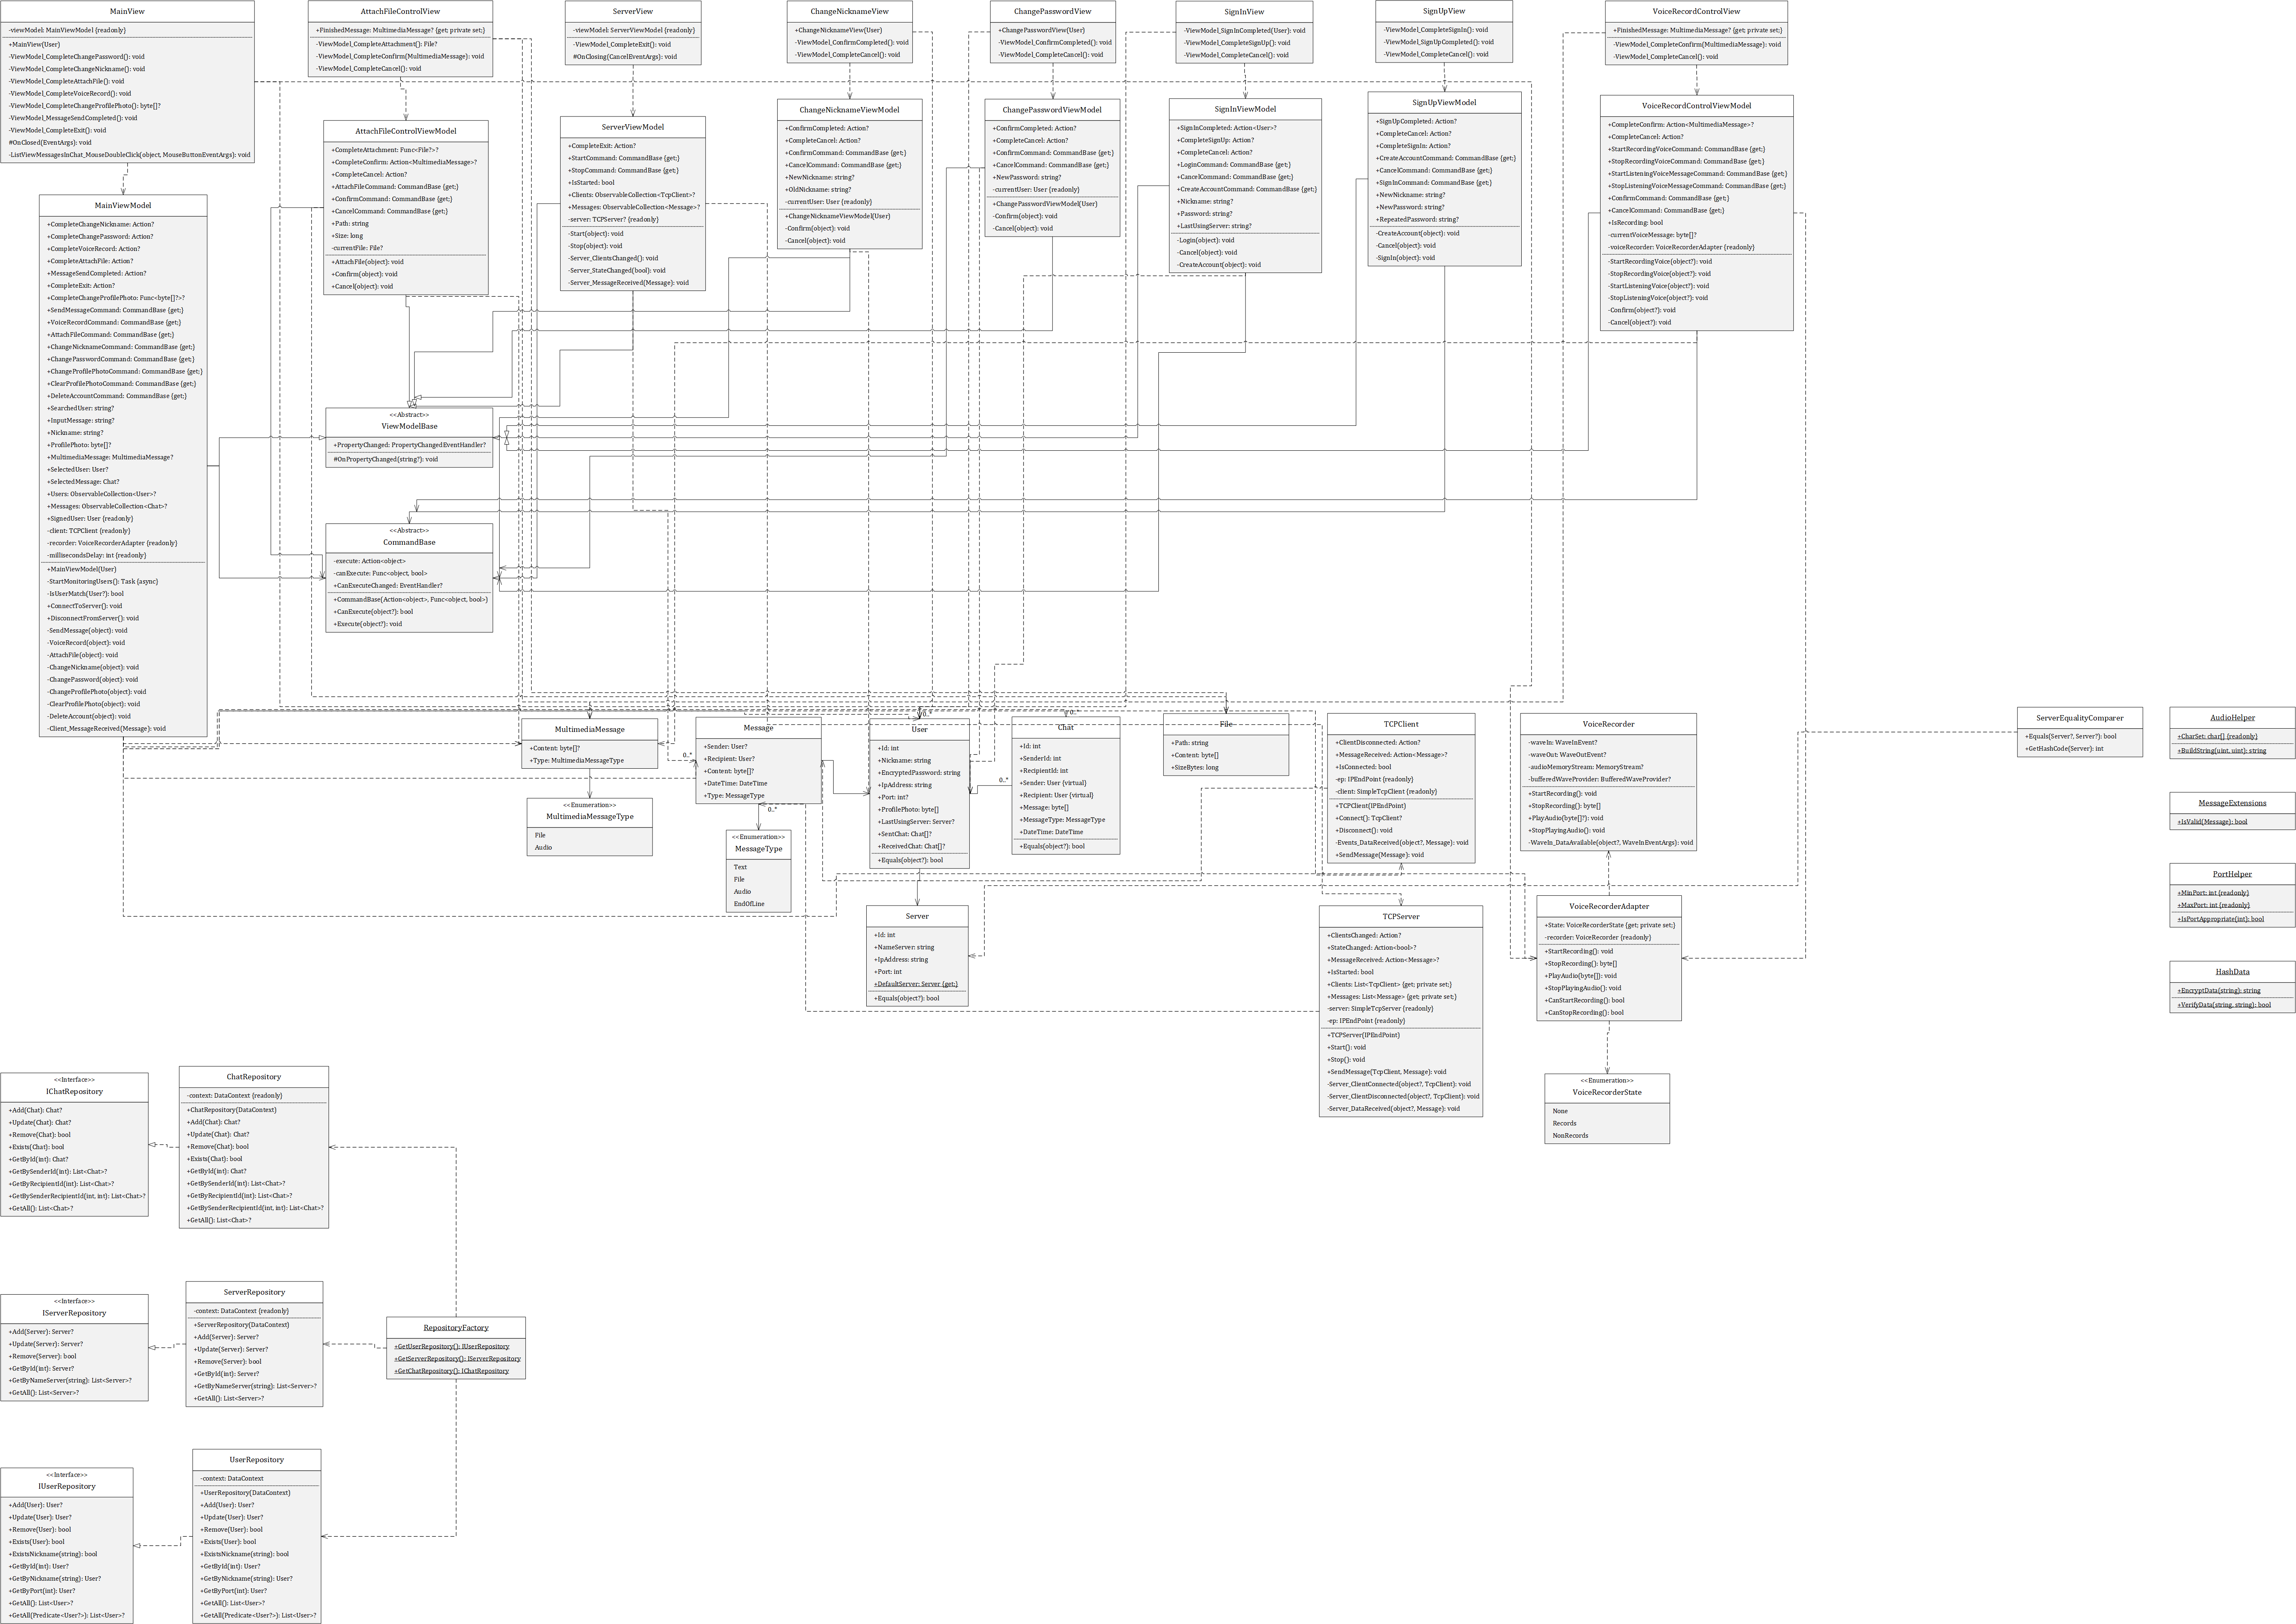 MainView
-viewModel: MainViewModel {readonly}
+MainView(User)
-ViewModel_CompleteChangePassword(): void
-ViewModel_CompleteChangeNickname(): void
-ViewModel_CompleteAttachFile(): void
-ViewModel_CompleteVoiceRecord(): void
-ViewModel_CompleteChangeProfilePhoto(): byte[]?
-ViewModel_MessageSendCompleted(): void
-ViewModel_CompleteExit(): void
#OnClosed(EventArgs): void
-ListViewMessagesInChat_MouseDoubleClick(object, MouseButtonEventArgs): void
AttachFileControlView
+FinishedMessage: MultimediaMessage? {get; private set;}
-ViewModel_CompleteAttachment(): File?
-ViewModel_CompleteConfirm(MultimediaMessage): void
-ViewModel_CompleteCancel(): void
ServerView
-viewModel: ServerViewModel {readonly}
-ViewModel_CompleteExit(): void
#OnClosing(CancelEventArgs): void
ChangeNicknameView
+ChangeNicknameView(User)
-ViewModel_ConfirmCompleted(): void
-ViewModel_CompleteCancel(): void
ChangePasswordView
+ChangePasswordView(User)
-ViewModel_ConfirmCompleted(): void
-ViewModel_CompleteCancel(): void
SignInView
-ViewModel_SignInCompleted(User): void
-ViewModel_CompleteSignUp(): void
-ViewModel_CompleteCancel(): void
SignUpView
-ViewModel_CompleteSignIn(): void
-ViewModel_SignUpCompleted(): void
-ViewModel_CompleteCancel(): void
VoiceRecordControlView
+FinishedMessage: MultimediaMessage? {get; private set;}
-ViewModel_CompleteConfirm(MultimediaMessage): void
-ViewModel_CompleteCancel(): void
MainViewModel
+CompleteChangeNickname: Action?
+CompleteChangePassword: Action?
+CompleteVoiceRecord: Action?
+CompleteAttachFile: Action?
+MessageSendCompleted: Action?
+CompleteExit: Action?
+CompleteChangeProfilePhoto: Func<byte[]?>?
+SendMessageCommand: CommandBase {get;}
+VoiceRecordCommand: CommandBase {get;}
+AttachFileCommand: CommandBase {get;}
+ChangeNicknameCommand: CommandBase {get;}
+ChangePasswordCommand: CommandBase {get;}
+ChangeProfilePhotoCommand: CommandBase {get;}
+ClearProfilePhotoCommand: CommandBase {get;}
+DeleteAccountCommand: CommandBase {get;}
+SearchedUser: string?
+InputMessage: string?
+Nickname: string?
+ProfilePhoto: byte[]?
+MultimediaMessage: MultimediaMessage?
+SelectedUser: User?
+SelectedMessage: Chat?
+Users: ObservableCollection<User>?
+Messages: ObservableCollection<Chat>?
+SignedUser: User {readonly}
-client: TCPClient {readonly}
-recorder: VoiceRecorderAdapter {readonly}
-millisecondsDelay: int {readonly}
+MainViewModel(User)
-StartMonitoringUsers(): Task {async}
-IsUserMatch(User?): bool
+ConnectToServer(): void
+DisconnectFromServer(): void
-SendMessage(object): void
-VoiceRecord(object): void
-AttachFile(object): void
-ChangeNickname(object): void
-ChangePassword(object): void
-ChangeProfilePhoto(object): void
-ClearProfilePhoto(object): void
-DeleteAccount(object): void
-Client_MessageReceived(Message): void
AttachFileControlViewModel
+CompleteAttachment: Func<File?>?
+CompleteConfirm: Action<MultimediaMessage>?
+CompleteCancel: Action?
+AttachFileCommand: CommandBase {get;}
+ConfirmCommand: CommandBase {get;}
+CancelCommand: CommandBase {get;}
+Path: string
+Size: long
-currentFile: File?
+AttachFile(object): void
+Confirm(object): void
+Cancel(object): void
ServerViewModel
+CompleteExit: Action?
+StartCommand: CommandBase {get;}
+StopCommand: CommandBase {get;}
+IsStarted: bool
+Clients: ObservableCollection<TcpClient>?
+Messages: ObservableCollection<Message>?
-server: TCPServer? {readonly}
-Start(object): void
-Stop(object): void
-Server_ClientsChanged(): void
-Server_StateChanged(bool): void
-Server_MessageReceived(Message): void
ChangeNicknameViewModel
+ConfirmCompleted: Action?
+CompleteCancel: Action?
+ConfirmCommand: CommandBase {get;}
+CancelCommand: CommandBase {get;}
+NewNickname: string?
+OldNickname: string?
-currentUser: User {readonly}
+ChangeNicknameViewModel(User)
-Confirm(object): void
-Cancel(object): void
ChangePasswordViewModel
+ConfirmCompleted: Action?
+CompleteCancel: Action?
+ConfirmCommand: CommandBase {get;}
+CancelCommand: CommandBase {get;}
+NewPassword: string?
-currentUser: User {readonly}
+ChangePasswordViewModel(User)
-Confirm(object): void
-Cancel(object): void
SignInViewModel
+SignInCompleted: Action<User>?
+CompleteSignUp: Action?
+CompleteCancel: Action?
+LoginCommand: CommandBase {get;}
+CancelCommand: CommandBase {get;}
+CreateAccountCommand: CommandBase {get;}
+Nickname: string?
+Password: string?
+LastUsingServer: string?
-Login(object): void
-Cancel(object): void
-CreateAccount(object): void
SignUpViewModel
+SignUpCompleted: Action?
+CompleteCancel: Action?
+CompleteSignIn: Action?
+CreateAccountCommand: CommandBase {get;}
+CancelCommand: CommandBase {get;}
+SignInCommand: CommandBase {get;}
+NewNickname: string?
+NewPassword: string?
+RepeatedPassword: string?
-CreateAccount(object): void
-Cancel(object): void
-SignIn(object): void
VoiceRecordControlViewModel
+CompleteConfirm: Action<MultimediaMessage>?
+CompleteCancel: Action?
+StartRecordingVoiceCommand: CommandBase {get;}
+StopRecordingVoiceCommand: CommandBase {get;}
+StartListeningVoiceMessageCommand: CommandBase {get;}
+StopListeningVoiceMessageCommand: CommandBase {get;}
+ConfirmCommand: CommandBase {get;}
+CancelCommand: CommandBase {get;}
+IsRecording: bool
-currentVoiceMessage: byte[]?
-voiceRecorder: VoiceRecorderAdapter {readonly}
-StartRecordingVoice(object?): void
-StopRecordingVoice(object?): void
-StartListeningVoice(object?): void
-StopListeningVoice(object?): void
-Confirm(object?): void
-Cancel(object?): void
<<Abstract>>
ViewModelBase
+PropertyChanged: PropertyChangedEventHandler?
#OnPropertyChanged(string?): void
<<Abstract>>
CommandBase
-execute: Action<object>
-canExecute: Func<object, bool>
+CanExecuteChanged: EventHandler?
+CommandBase(Action<object>, Func<object, bool>)
+CanExecute(object?): bool
+Execute(object?): void
MultimediaMessage
+Content: byte[]?
+Type: MultimediaMessageType
<<Enumeration>>
MultimediaMessageType
File
Audio
0..*
Message
+Sender: User?
+Recipient: User?
+Content: byte[]?
+DateTime: DateTime
+Type: MessageType
0..*
<<Enumeration>>
MessageType
Text
File
Audio
EndOfLine
0..*
User
+Id: int
+Nickname: string
+EncryptedPassword: string
+IpAddress: string
+Port: int?
+ProfilePhoto: byte[]
+LastUsingServer: Server?
+SentChat: Chat[]?
+ReceivedChat: Chat[]?
+Equals(object?): bool
0..*
0..*
Chat
+Id: int
+SenderId: int
+RecipientId: int
+Sender: User {virtual}
+Recipient: User {virtual}
+Message: byte[]
+MessageType: MessageType
+DateTime: DateTime
+Equals(object?): bool
File
+Path: string
+Content: byte[]
+SizeBytes: long
TCPClient
+ClientDisconnected: Action?
+MessageReceived: Action<Message>?
+IsConnected: bool
-ep: IPEndPoint {readonly}
-client: SimpleTcpClient {readonly}
+TCPClient(IPEndPoint)
+Connect(): TcpClient?
+Disconnect(): void
-Events_DataReceived(object?, Message): void
+SendMessage(Message): void
VoiceRecorder
-waveIn: WaveInEvent?
-waveOut: WaveOutEvent?
-audioMemoryStream: MemoryStream?
-bufferedWaveProvider: BufferedWaveProvider?
+StartRecording(): void
+StopRecording(): byte[]
+PlayAudio(byte[]?): void
+StopPlayingAudio(): void
-WaveIn_DataAvailable(object?, WaveInEventArgs): void
ServerEqualityComparer
+Equals(Server?, Server?): bool
+GetHashCode(Server): int
AudioHelper
+CharSet: char[] {readonly}
+BuildString(uint, uint): string
MessageExtensions
+IsValid(Message): bool
PortHelper
+MinPort: int {readonly}
+MaxPort: int {readonly}
+IsPortAppropriate(int): bool
HashData
+EncryptData(string): string
+VerifyData(string, string): bool
Server
+Id: int
+NameServer: string
+IpAddress: string
+Port: int
+DefaultServer: Server {get;}
+Equals(object?): bool
TCPServer
+ClientsChanged: Action?
+StateChanged: Action<bool>?
+MessageReceived: Action<Message>?
+IsStarted: bool
+Clients: List<TcpClient> {get; private set;}
+Messages: List<Message> {get; private set;}
-server: SimpleTcpServer {readonly}
-ep: IPEndPoint {readonly}
+TCPServer(IPEndPoint)
+Start(): void
+Stop(): void
+SendMessage(TcpClient, Message): void
-Server_ClientConnected(object?, TcpClient): void
-Server_ClientDisconnected(object?, TcpClient): void
-Server_DataReceived(object?, Message): void
VoiceRecorderAdapter
+State: VoiceRecorderState {get; private set;}
-recorder: VoiceRecorder {readonly}
+StartRecording(): void
+StopRecording(): byte[]
+PlayAudio(byte[]): void
+StopPlayingAudio(): void
+CanStartRecording(): bool
+CanStopRecording(): bool
<<Enumeration>>
VoiceRecorderState
None
Records
NonRecords
<<Interface>>
IChatRepository
+Add(Chat): Chat?
+Update(Chat): Chat?
+Remove(Chat): bool
+Exists(Chat): bool
+GetById(int): Chat?
+GetBySenderId(int): List<Chat>?
+GetByRecipientId(int): List<Chat>?
+GetBySenderRecipientId(int, int): List<Chat>?
+GetAll(): List<Chat>?
ChatRepository
-context: DataContext {readonly}
+ChatRepository(DataContext)
+Add(Chat): Chat?
+Update(Chat): Chat?
+Remove(Chat): bool
+Exists(Chat): bool
+GetById(int): Chat?
+GetBySenderId(int): List<Chat>?
+GetByRecipientId(int): List<Chat>?
+GetBySenderRecipientId(int, int): List<Chat>?
+GetAll(): List<Chat>?
<<Interface>>
IServerRepository
+Add(Server): Server?
+Update(Server): Server?
+Remove(Server): bool
+GetById(int): Server?
+GetByNameServer(string): List<Server>?
+GetAll(): List<Server>?
ServerRepository
-context: DataContext {readonly}
+ServerRepository(DataContext)
+Add(Server): Server?
+Update(Server): Server?
+Remove(Server): bool
+GetById(int): Server?
+GetByNameServer(string): List<Server>?
+GetAll(): List<Server>?
RepositoryFactory
+GetUserRepository(): IUserRepository
+GetServerRepository(): IServerRepository
+GetChatRepository(): IChatRepository
<<Interface>>
IUserRepository
+Add(User): User?
+Update(User): User?
+Remove(User): bool
+Exists(User): bool
+ExistsNickname(string): bool
+GetById(int): User?
+GetByNickname(string): User?
+GetByPort(int): User?
+GetAll(): List<User>?
+GetAll(Predicate<User?>): List<User>?
UserRepository
-context: DataContext
+UserRepository(DataContext)
+Add(User): User?
+Update(User): User?
+Remove(User): bool
+Exists(User): bool
+ExistsNickname(string): bool
+GetById(int): User?
+GetByNickname(string): User?
+GetByPort(int): User?
+GetAll(): List<User>?
+GetAll(Predicate<User?>): List<User>?